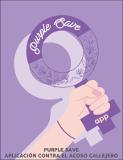 Purple Save
app
PURPLE SAVE
APLICACIÓN CONTRA EL ACOSO CALLEJERO